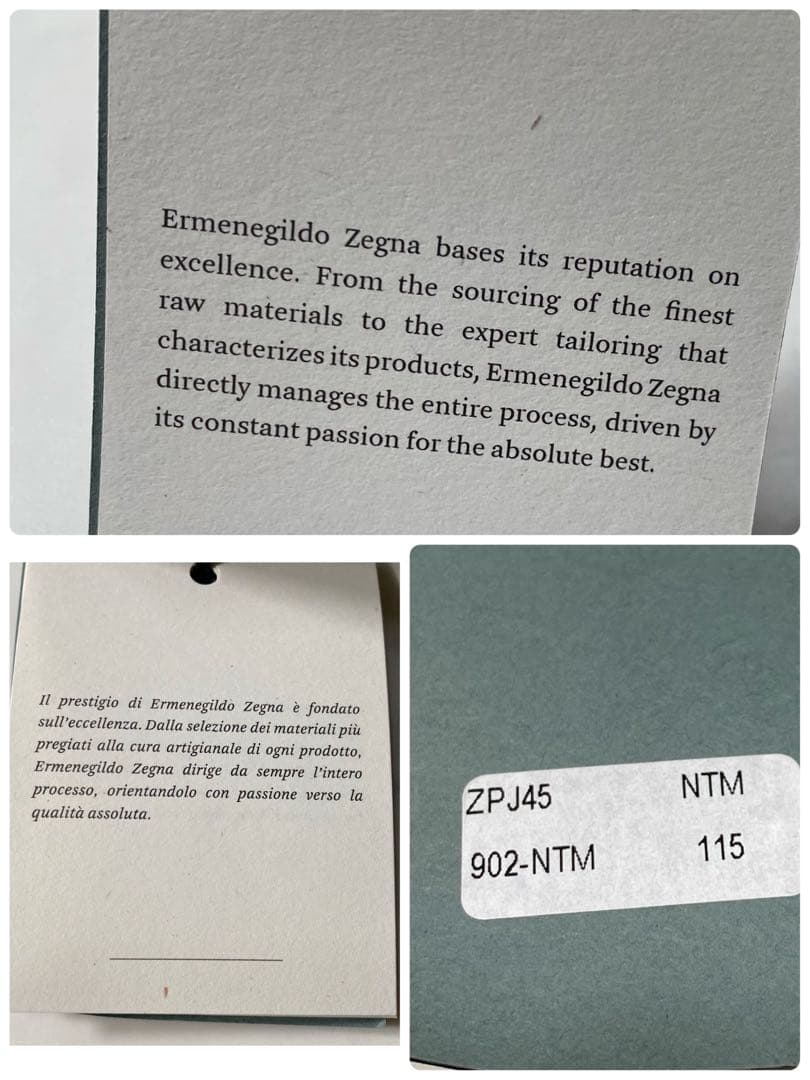 Ermenegildo Zegna bases its reputation on
excellence. From the sourcing of the finest
raw materials to the expert tailoring that
characterizes its products, Ermenegildo Zegna
directly manages the entire process, driven by
its constant passion for the absolute best.
Il prestigio di Ermenegildo Zegna è fondato
sull'eccellenza. Dalla selezione dei materiali più
pregiati alla cura artigianale di ogni prodotto,
Ermenegildo Zegna dirige da sempre l'intero
processo, orientandolo con passione verso la
qualità assoluta.
ZPJ45 NTM
902-NTM 115